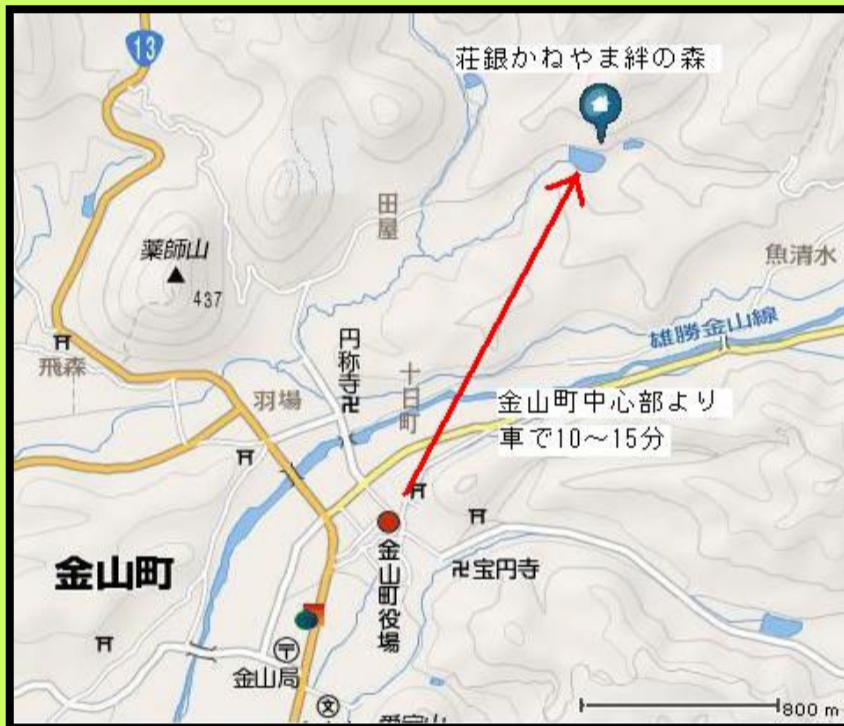 13
荘銀かねやま絆の森
田屋
薬師山
437
魚清水
雄勝金山線
円称寺卍
十日町
飛森
羽場
金山町中心部より
車で10～15分
金山町
金山町役場
卍宝円寺
〒
金山局
文
800 m